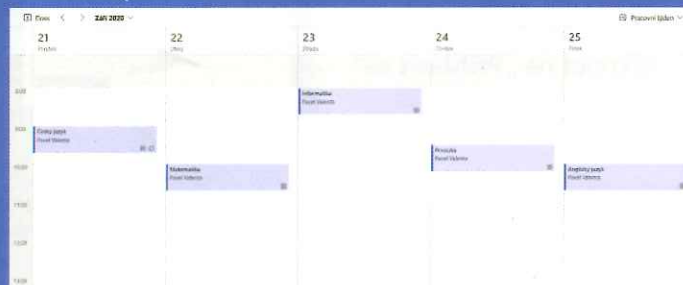 Dnes < > Září 2020
Pracovní týden
21 22 23 24 25
Pondělí Úterý Středa Čtvrtek Pátek
8:00
Informatika
Pavel Valenta
9:00
Český jazyk
Pavel Valenta
Prvouka
Pavel Valenta
10:00
Matematika
Pavel Valenta
Anglický jazyk
Pavel Valenta
11:00
12:00
13:00